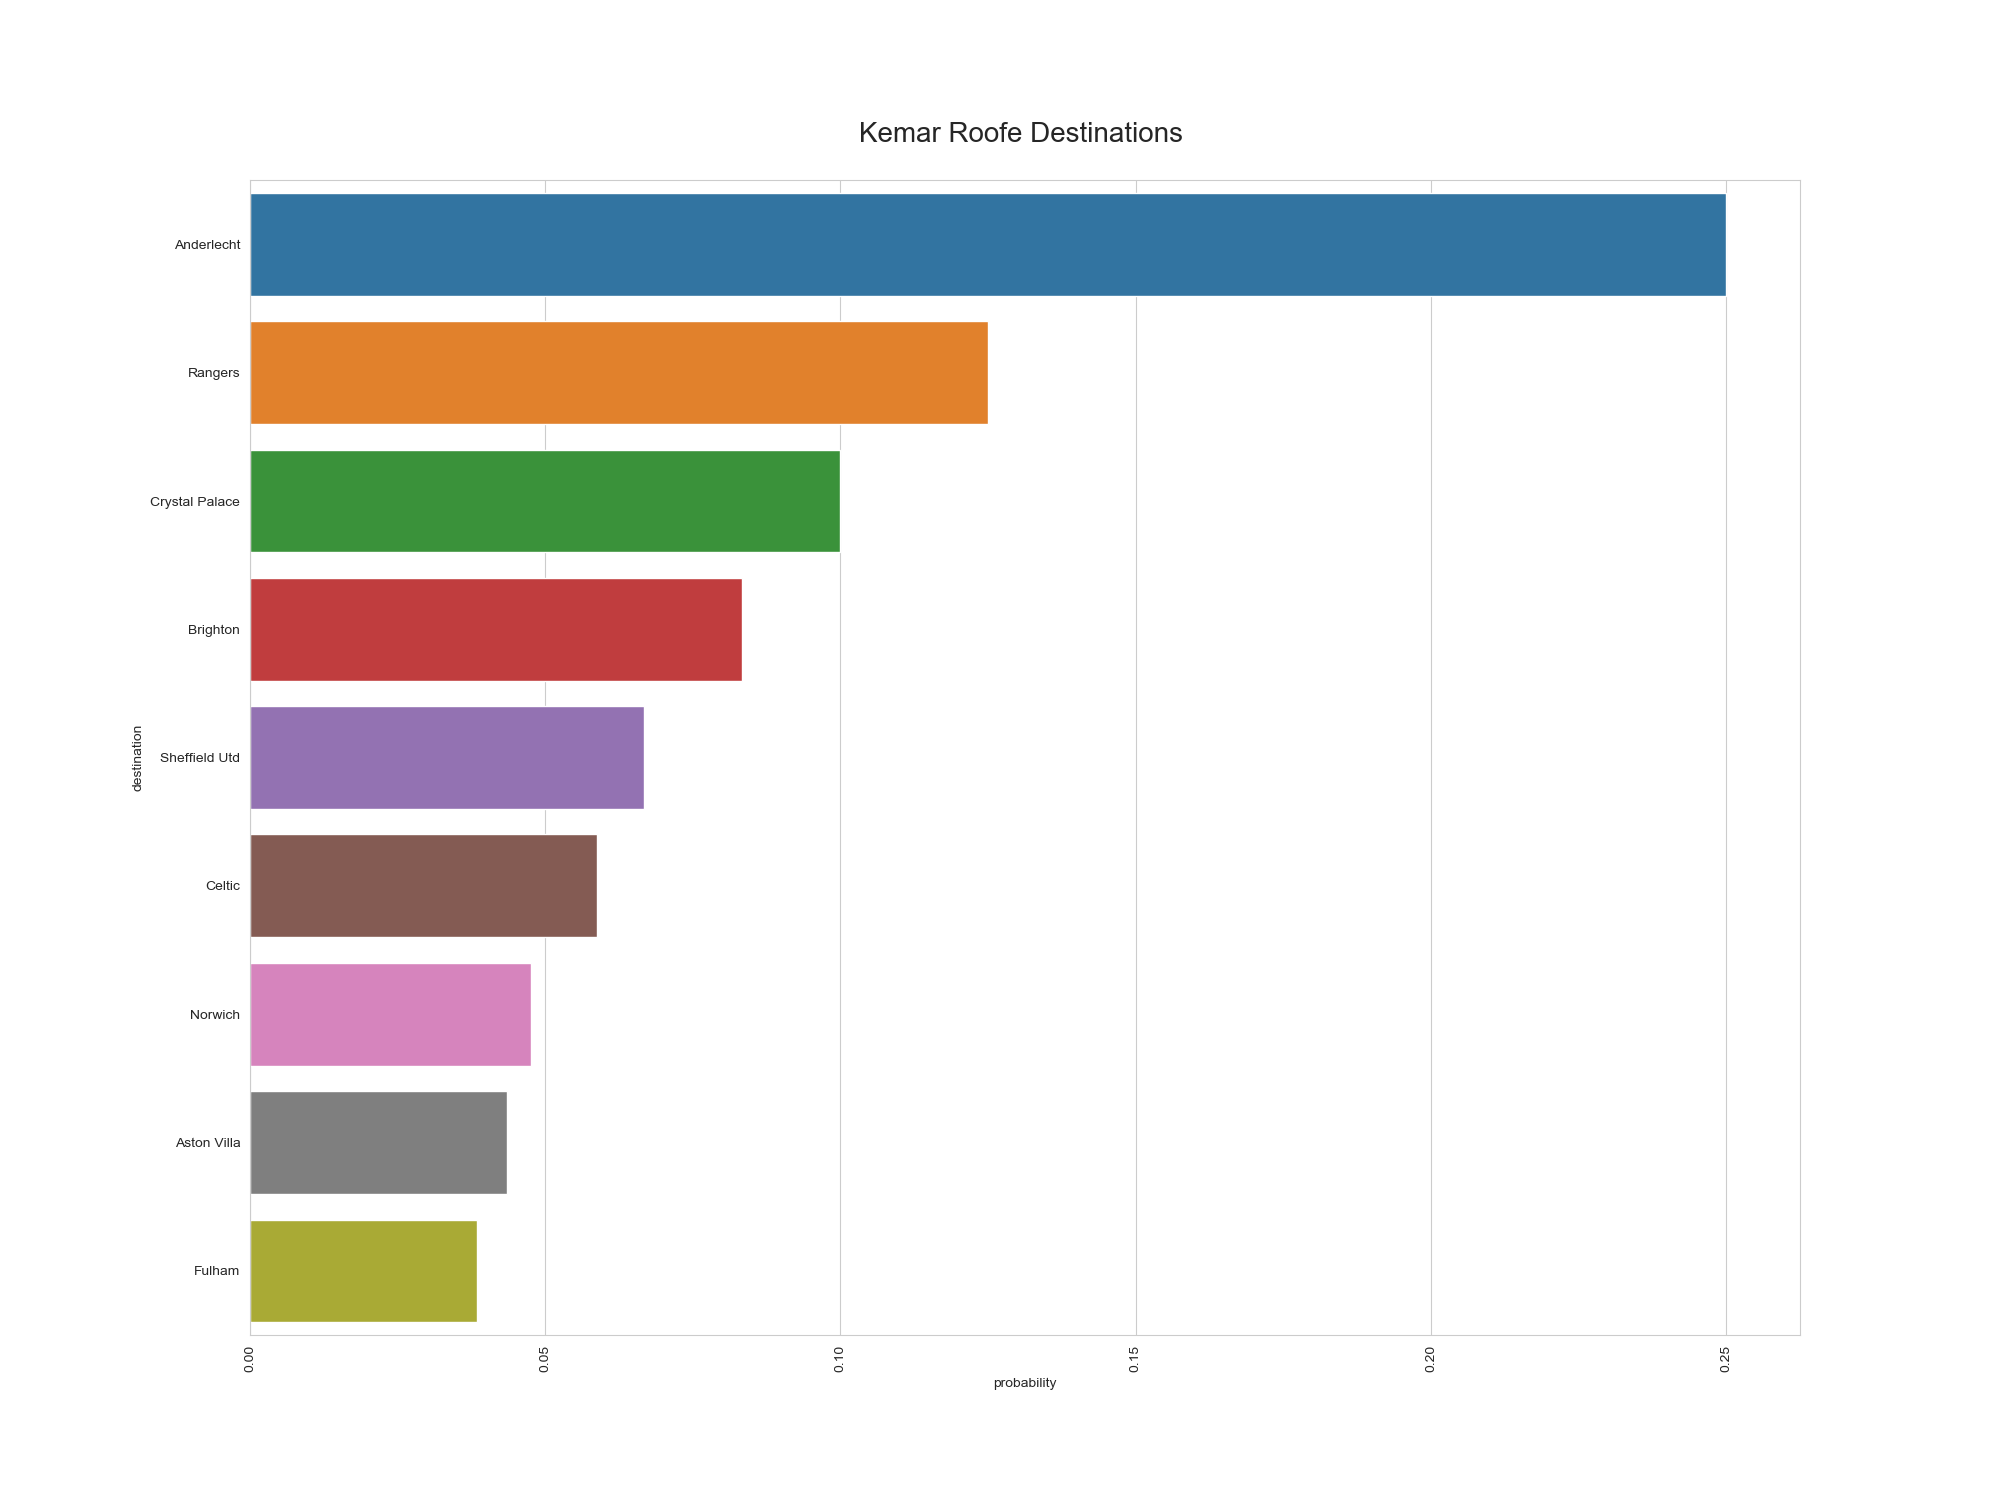 Kemar Roofe Destinations
destination
Anderlecht
Rangers
Crystal Palace
Brighton
Sheffield Utd
Celtic
Norwich
Aston Villa
Fulham
0.00
0.05
0.10
0.15
0.20
0.25
probability